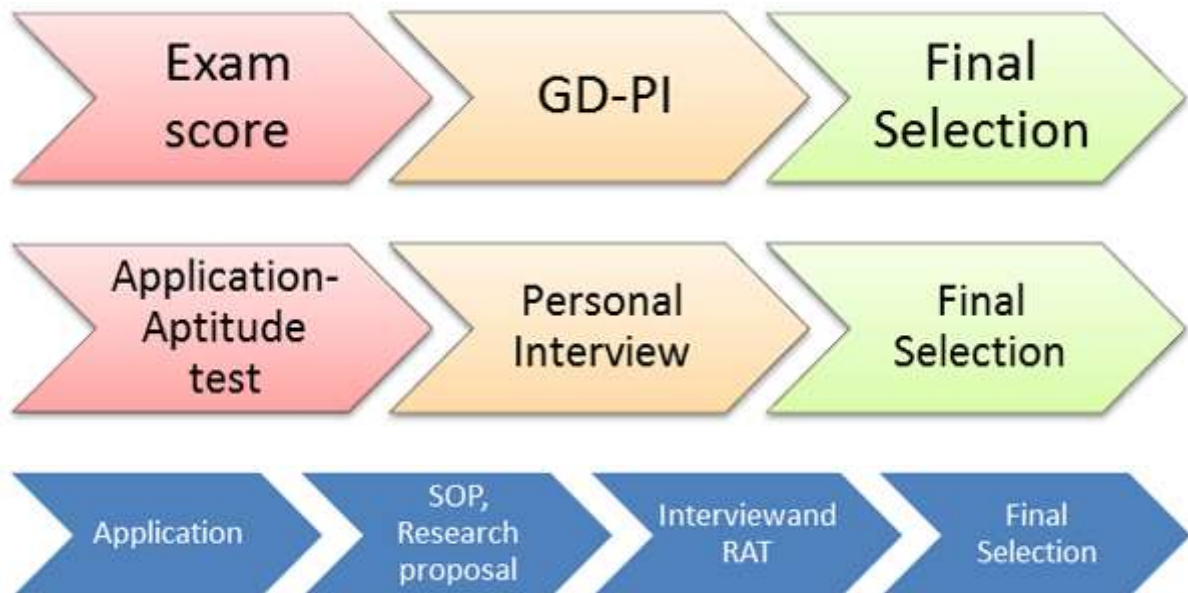 Exam
score
GD-PI
Final
Selection
Application-
Aptitude
test
Personal
Interview
Final
Selection
Application
SOP,
Research
proposal
Interviewand
RAT
Final
Selection